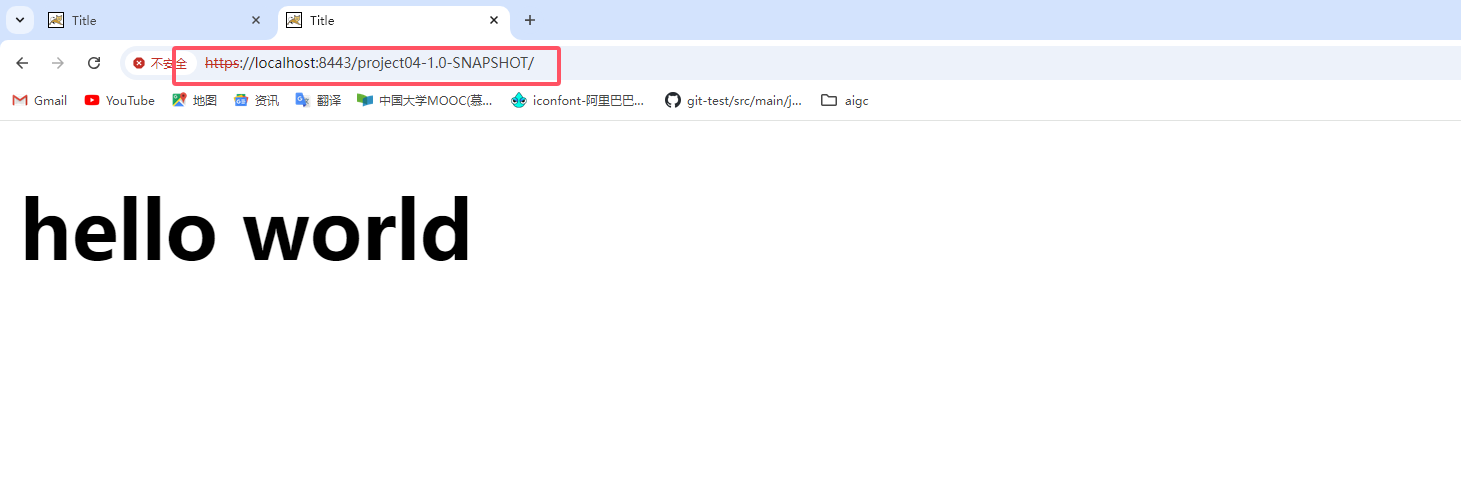 Title
Title
不安全 https://localhost:8443/project04-1.0-SNAPSHOT/
Gmail YouTube 地图 资讯 翻译 中国大学MOOC(慕... iconfont-阿里巴巴... git-test/src/main/j... aigc
hello world